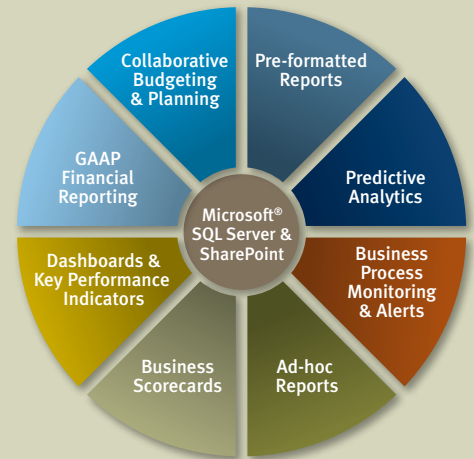 Collaborative
Budgeting
& Planning
Pre-formatted
Reports
Predictive
Analytics
Business
Process
Monitoring
& Alerts
Ad-hoc
Reports
Business
Scorecards
Dashboards &
Key Performance
Indicators
GAAP
Financial
Reporting
Microsoft®
SQL Server &
SharePoint